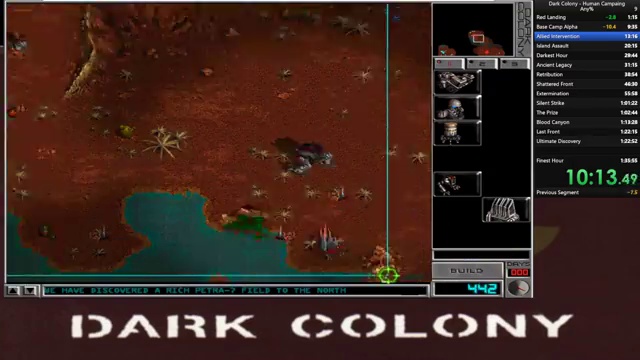 Dark Colony - Human Campaing
Any%
9
Red Landing -2.8 1:15
Base Camp Alpha -10.4 9:35
Allied Intervention 13:16
Island Assault 20:15
Darkest Hour 28:44
Ancient Legacy 31:15
Retribution 38:54
Shattered Front 46:30
Extermination 55:58
Silent Strike 1:01:22
The Prize 1:02:44
Blood Canyon 1:13:28
Last Front 1:22:15
Ultimate Discovery 1:22:52
Finest Hour 1:35:55
10:13.49
Previous Segment -7.5
1 2 3
BUILD
DAYS
000
442
WE HAVE DISCOVERED A RICH PETRA-7 FIELD TO THE NORTH
DARK COLONY